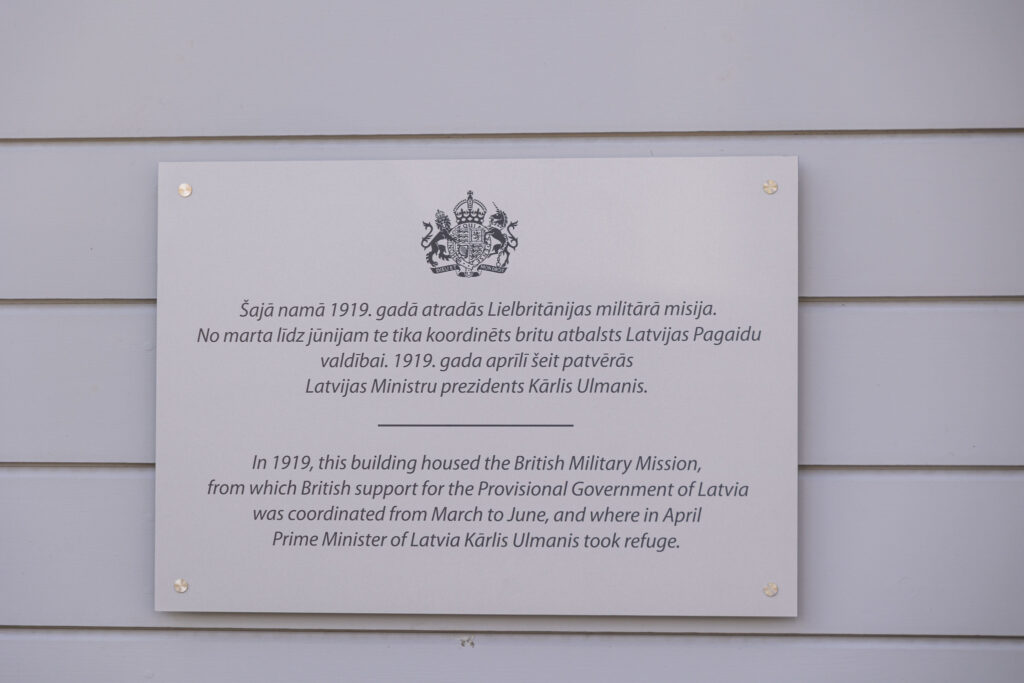 Šajā namā 1919. gadā atradās Lielbritānijas militārā misija.
No marta līdz jūnijam te tika koordinēts britu atbalsts Latvijas Pagaidu
valdībai. 1919. gada aprīlī šeit patvērās
Latvijas Ministru prezidents Kārlis Ulmanis.
In 1919, this building housed the British Military Mission,
from which British support for the Provisional Government of Latvia
was coordinated from March to June, and where in April
Prime Minister of Latvia Kārlis Ulmanis took refuge.